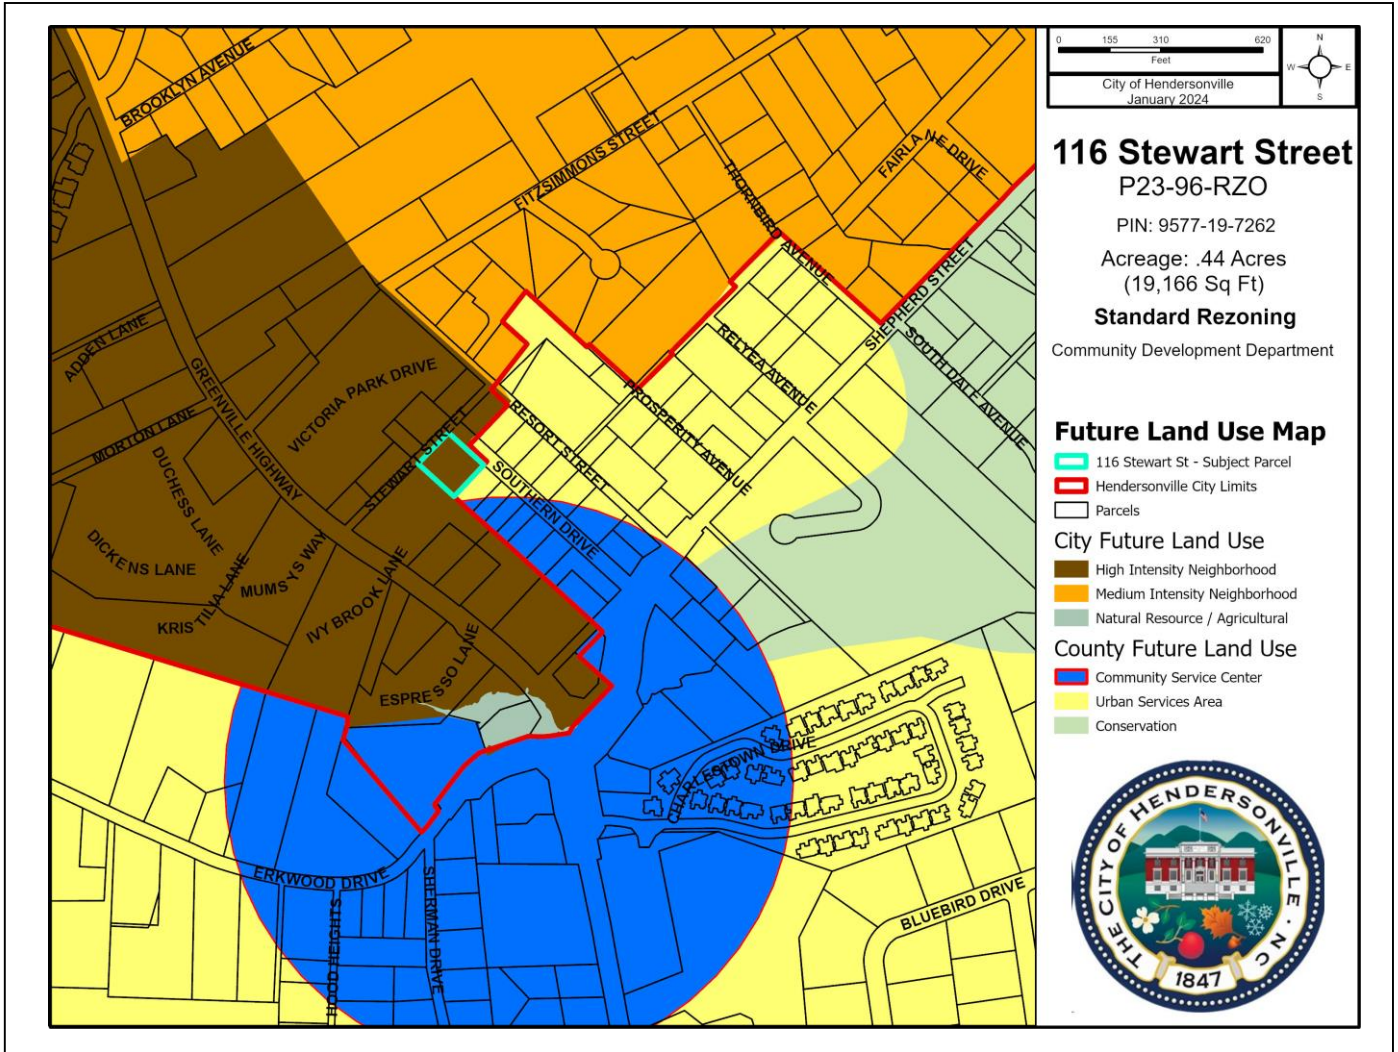 0 155 310 620
Feet
City of Hendersonville
January 2024
N
W E
S
116 Stewart Street
P23-96-RZO
PIN: 9577-19-7262
Acreage: .44 Acres
(19,166 Sq Ft)
Standard Rezoning
Community Development Department
Future Land Use Map
116 Stewart St - Subject Parcel
Hendersonville City Limits
Parcels
City Future Land Use
High Intensity Neighborhood
Medium Intensity Neighborhood
Natural Resource / Agricultural
County Future Land Use
Community Service Center
Urban Services Area
Conservation
THE CITY OF HENDERSONVILLE · NC
1847
BROOKLYN AVENUE
FITZSIMMONS STREET
THORNBIRD AVENUE
FAIRLANE DRIVE
SHEPHERD STREET
SOUTH DALE AVENUE
RELYEA AVENUE
PROSPERITY AVENUE
RESORT STREET
SOUTHERN DRIVE
STEWART STREET
VICTORIA PARK DRIVE
GREENVILLE HIGHWAY
ADDEN LANE
MORTON LANE
DUCHESS LANE
DICKENS LANE
KRISTILIA LANE
MUMSYS WAY
IVY BROOK LANE
ESPRESSO LANE
CHARLESTOWN DRIVE
ERKWOOD DRIVE
HOOD HEIGHTS
SHERMAN DRIVE
BLUEBIRD DRIVE